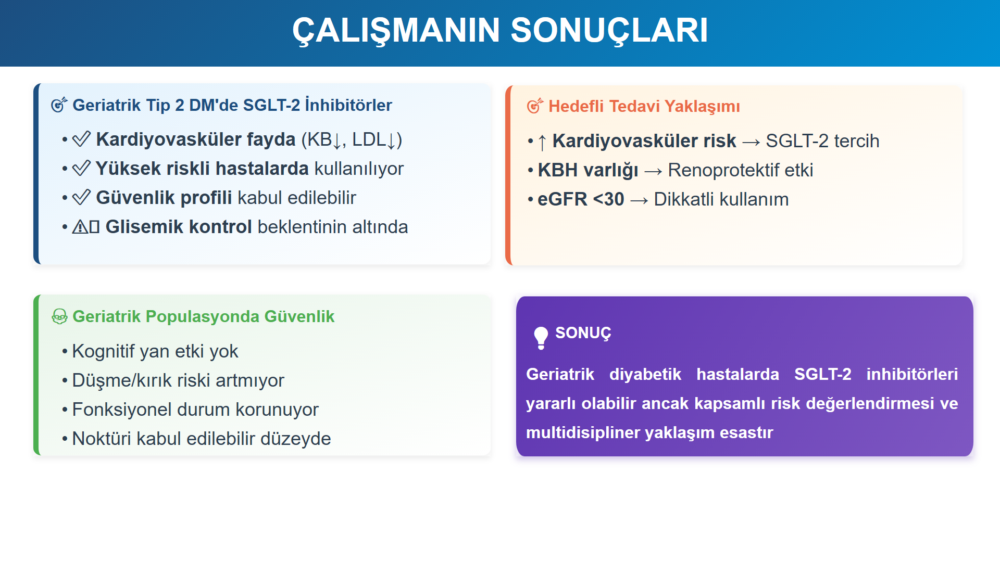 ÇALIŞMANIN SONUÇLARI
🎯 Geriatrik Tip 2 DM'de SGLT-2 İnhibitörler
• ✅ Kardiyovasküler fayda (KB↓, LDL↓)
• ✅ Yüksek riskli hastalarda kullanılıyor
• ✅ Güvenlik profili kabul edilebilir
• ⚠️ Glisemik kontrol beklentinin altında
🎯 Hedefli Tedavi Yaklaşımı
• ↑ Kardiyovasküler risk → SGLT-2 tercih
• KBH varlığı → Renoprotektif etki
• eGFR <30 → Dikkatli kullanım
👴 Geriatrik Populasyonda Güvenlik
• Kognitif yan etki yok
• Düşme/kırık riski artmıyor
• Fonksiyonel durum korunuyor
• Noktüri kabul edilebilir düzeyde
SONUÇ
Geriatrik diyabetik hastalarda SGLT-2 inhibitörleri
yararlı olabilir ancak kapsamlı risk değerlendirmesi ve
multidisipliner yaklaşım esastır